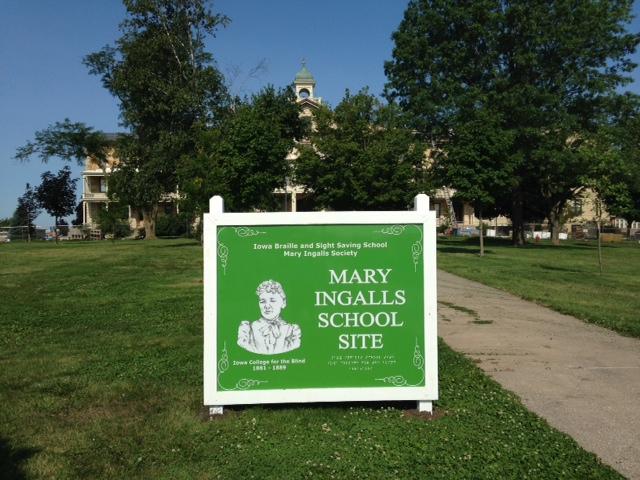 Iowa Braille and Sight Saving School
Mary Ingalls Society
MARY
INGALLS
SCHOOL
SITE
Iowa College for the Blind
1881 - 1889